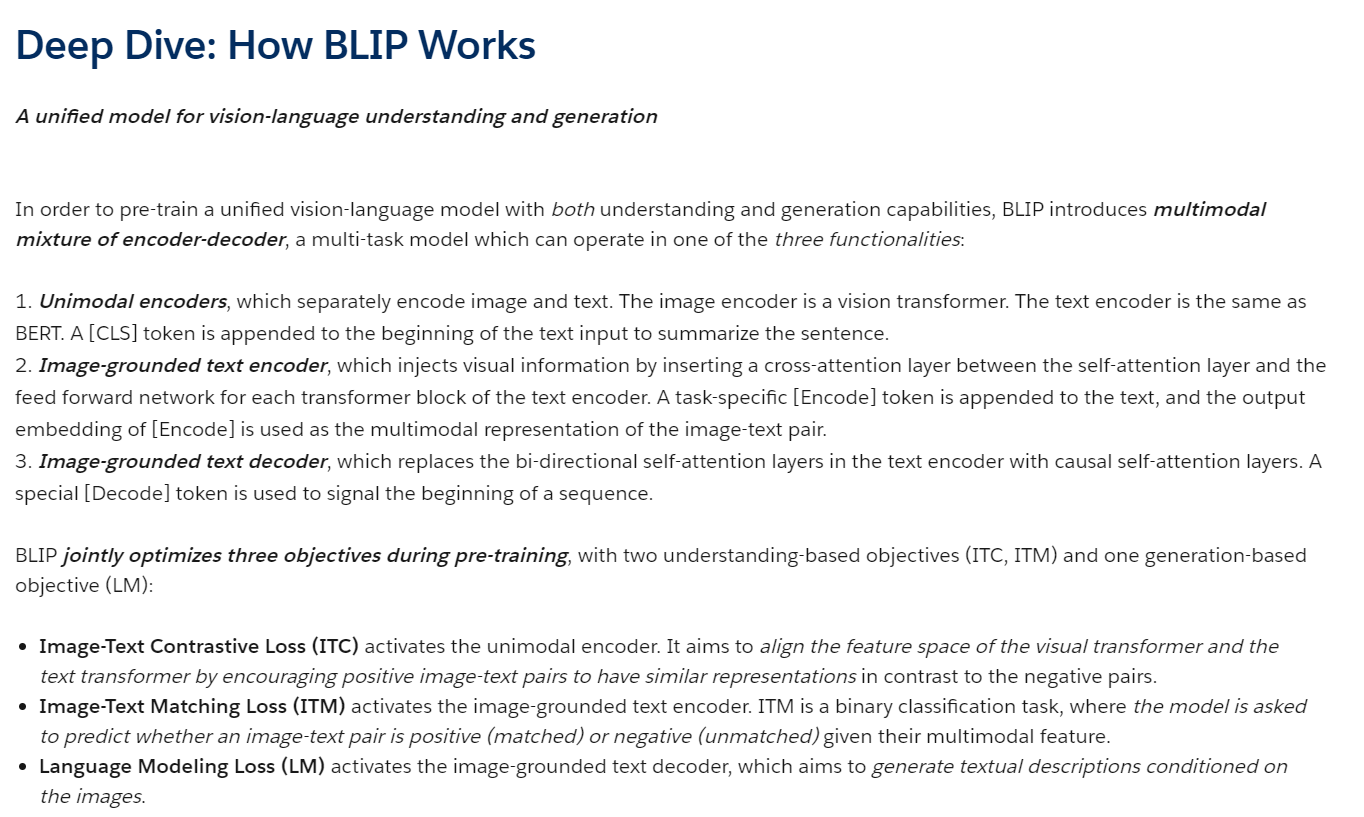 Deep Dive: How BLIP Works
A unified model for vision-language understanding and generation
In order to pre-train a unified vision-language model with both understanding and generation capabilities, BLIP introduces multimodal
mixture of encoder-decoder, a multi-task model which can operate in one of the three functionalities:
1. Unimodal encoders, which separately encode image and text. The image encoder is a vision transformer. The text encoder is the same as
BERT. A [CLS] token is appended to the beginning of the text input to summarize the sentence.
2. Image-grounded text encoder, which injects visual information by inserting a cross-attention layer between the self-attention layer and the
feed forward network for each transformer block of the text encoder. A task-specific [Encode] token is appended to the text, and the output
embedding of [Encode] is used as the multimodal representation of the image-text pair.
3. Image-grounded text decoder, which replaces the bi-directional self-attention layers in the text encoder with causal self-attention layers. A
special [Decode] token is used to signal the beginning of a sequence.
BLIP jointly optimizes three objectives during pre-training, with two understanding-based objectives (ITC, ITM) and one generation-based
objective (LM):
• Image-Text Contrastive Loss (ITC) activates the unimodal encoder. It aims to align the feature space of the visual transformer and the
text transformer by encouraging positive image-text pairs to have similar representations in contrast to the negative pairs.
• Image-Text Matching Loss (ITM) activates the image-grounded text encoder. ITM is a binary classification task, where the model is asked
to predict whether an image-text pair is positive (matched) or negative (unmatched) given their multimodal feature.
• Language Modeling Loss (LM) activates the image-grounded text decoder, which aims to generate textual descriptions conditioned on
the images.